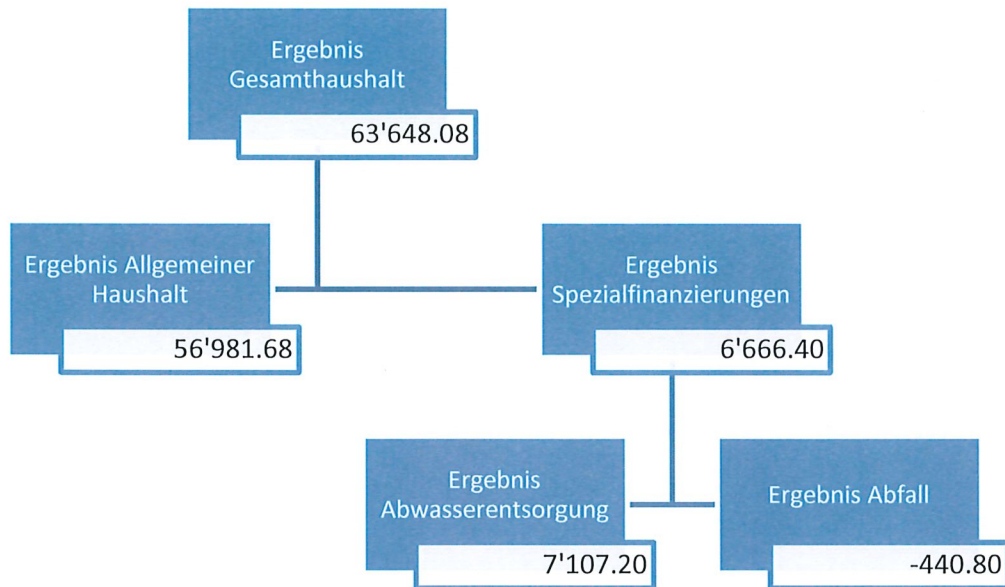 Ergebnis
Gesamthaushalt
63'648.08
Ergebnis Allgemeiner
Haushalt
56'981.68
Ergebnis
Spezialfinanzierungen
6'666.40
Ergebnis
Abwasserentsorgung
7'107.20
Ergebnis Abfall
-440.80